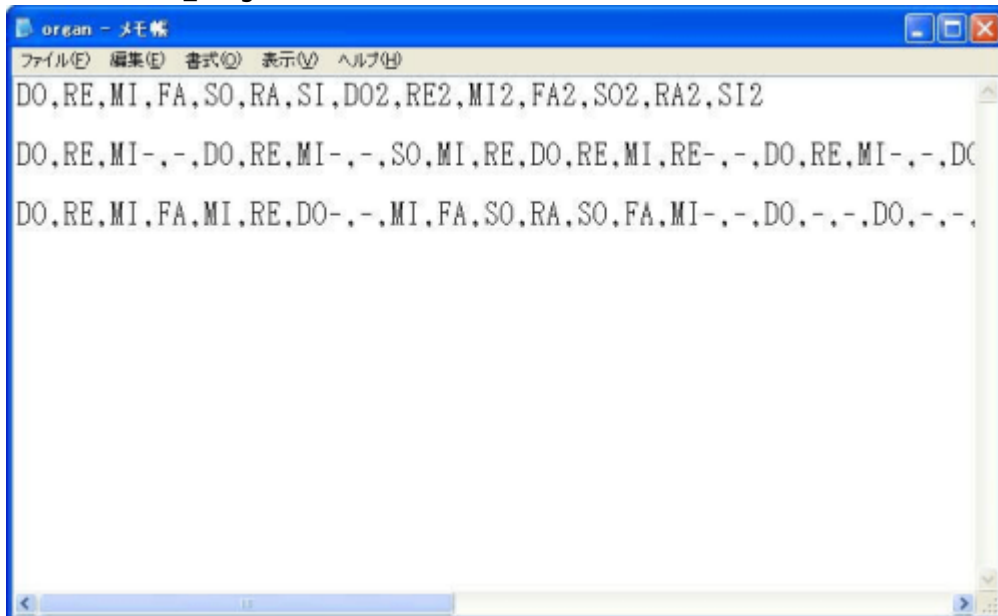 organ - メモ帳
ファイル(F) 編集(E) 書式(O) 表示(V) ヘルプ(H)
DO,RE,MI,FA,SO,RA,SI,DO2,RE2,MI2,FA2,SO2,RA2,SI2
DO,RE,MI-,-,DO,RE,MI-,-,SO,MI,RE,DO,RE,MI,RE-,-,DO,RE,MI-,-,
DO,RE,MI,FA,MI,RE,DO-,-,MI,FA,SO,RA,SO,FA,MI-,-,DO,-,-,DO,-,-,